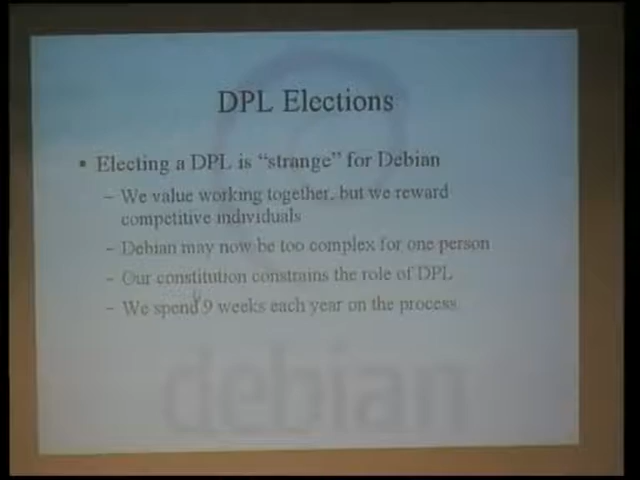 DPL Elections
• Electing a DPL is “strange” for Debian
– We value working together, but we reward
competitive individuals
– Debian may now be too complex for one person
– Our constitution constrains the role of DPL
– We spend 9 weeks each year on the process
debian